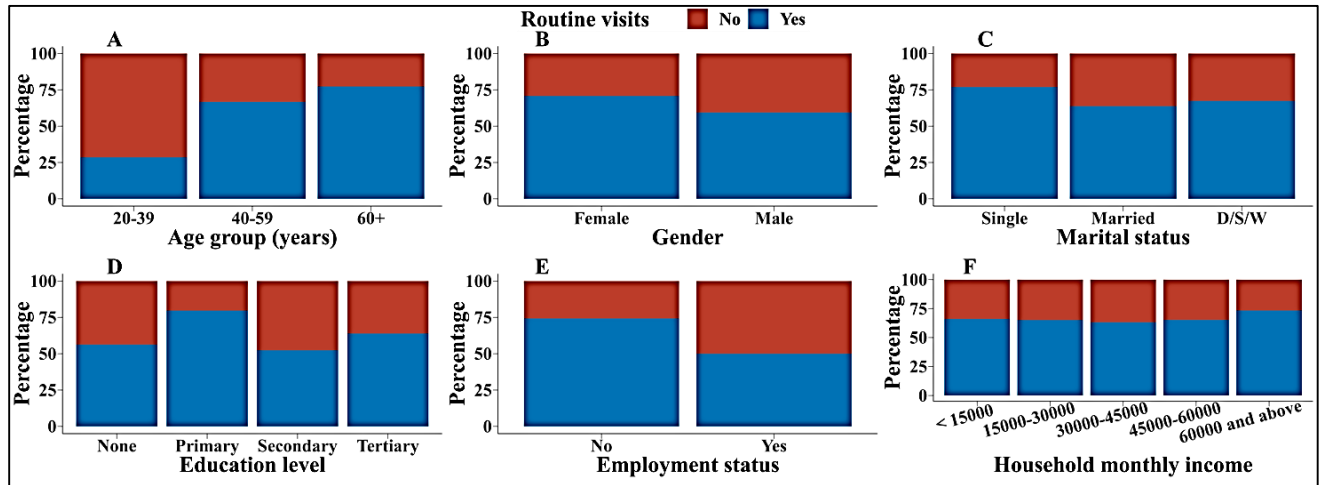 Routine visits No Yes
A
Percentage
100
75
50
25
0
20-39 40-59 60+
Age group (years)
B
Percentage
100
75
50
25
0
Female Male
Gender
C
Percentage
100
75
50
25
0
Single Married D/S/W
Marital status
D
Percentage
100
75
50
25
0
None Primary Secondary Tertiary
Education level
E
Percentage
100
75
50
25
0
No Yes
Employment status
F
Percentage
100
75
50
25
0
< 15000 15000-30000 30000-45000 45000-60000 60000 and above
Household monthly income